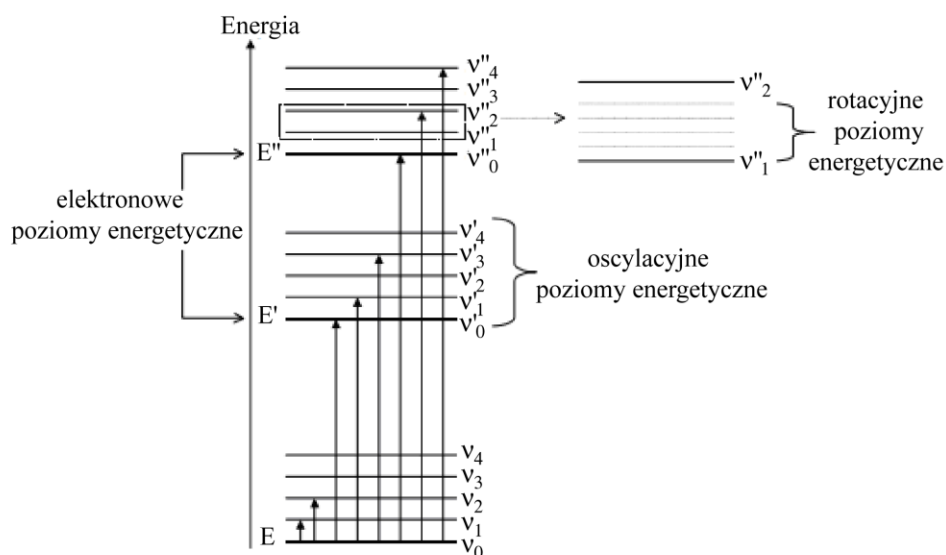 Energia
ν''4
ν''3
ν''2
ν''1
E''
ν''0
ν''2
ν''1
rotacyjne
poziomy
energetyczne
elektronowe
poziomy energetyczne
ν'4
ν'3
ν'2
ν'1
E'
ν'0
oscylacyjne
poziomy energetyczne
ν4
ν3
ν2
ν1
E
ν0